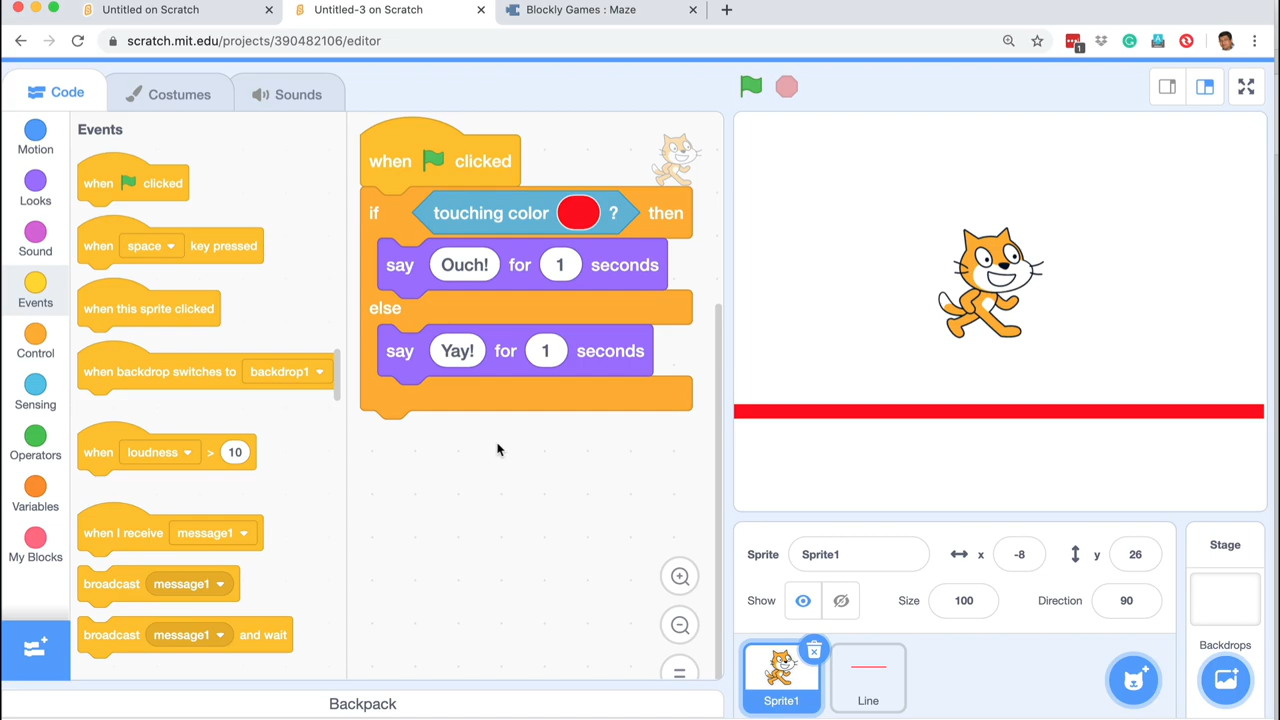 Untitled on Scratch
Untitled-3 on Scratch
Blockly Games : Maze
scratch.mit.edu/projects/390482106/editor
1
Code
Costumes
Sounds
Motion
Looks
Sound
Events
Control
Sensing
Operators
Variables
My Blocks
Events
when clicked
when space key pressed
when this sprite clicked
when backdrop switches to backdrop1
when loudness > 10
when I receive message1
broadcast message1
broadcast message1 and wait
when clicked
if touching color ? then
say Ouch! for 1 seconds
else
say Yay! for 1 seconds
Backpack
Sprite Sprite1 x -8 y 26
Show Size 100 Direction 90
Sprite1
Line
Stage
Backdrops